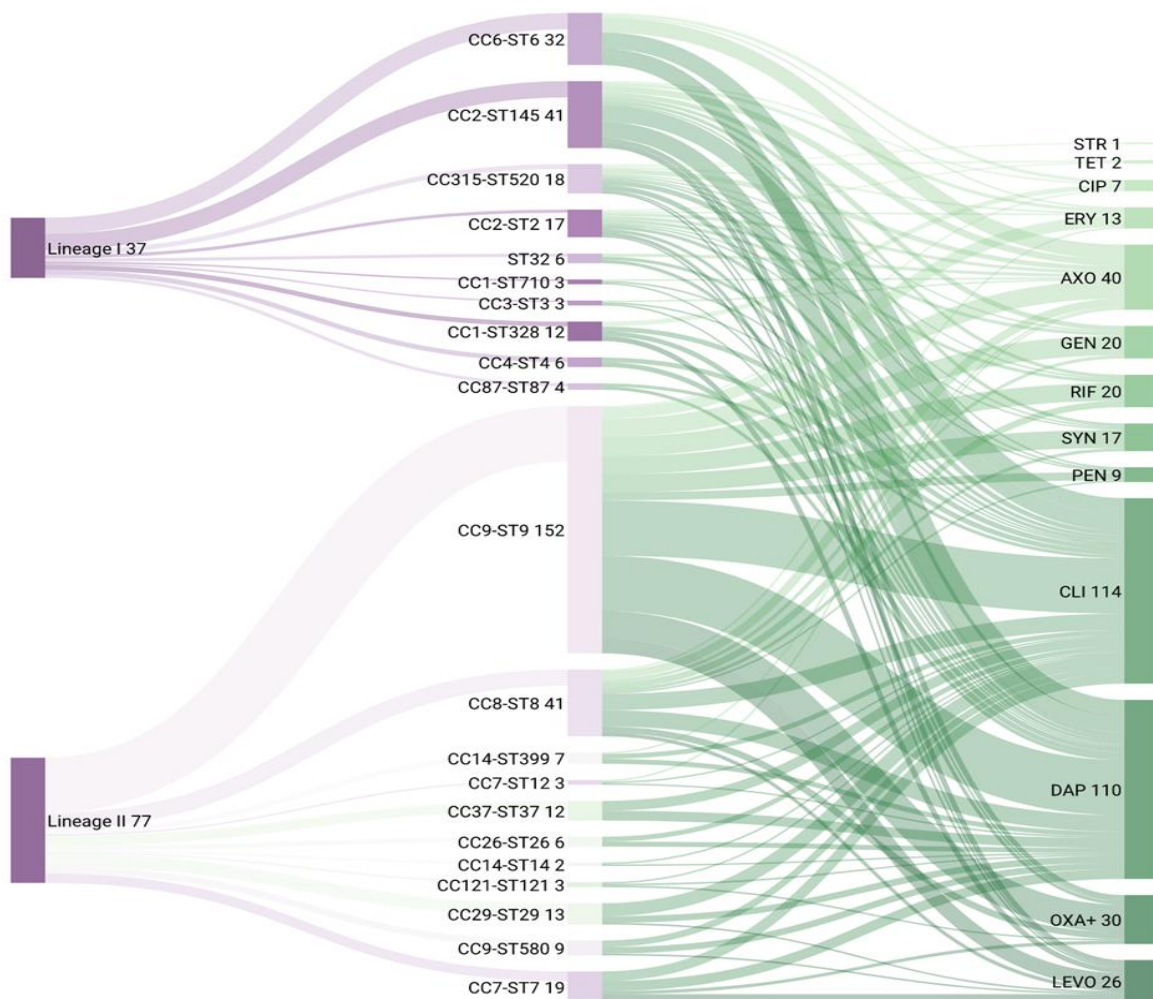 Lineage I 37
Lineage II 77
CC6-ST6 32
CC2-ST145 41
CC315-ST520 18
CC2-ST2 17
ST32 6
CC1-ST710 3
CC3-ST3 3
CC1-ST328 12
CC4-ST4 6
CC87-ST87 4
CC9-ST9 152
CC8-ST8 41
CC14-ST399 7
CC7-ST12 3
CC37-ST37 12
CC26-ST26 6
CC14-ST14 2
CC121-ST121 3
CC29-ST29 13
CC9-ST580 9
CC7-ST7 19
STR 1
TET 2
CIP 7
ERY 13
AXO 40
GEN 20
RIF 20
SYN 17
PEN 9
CLI 114
DAP 110
OXA+ 30
LEVO 26